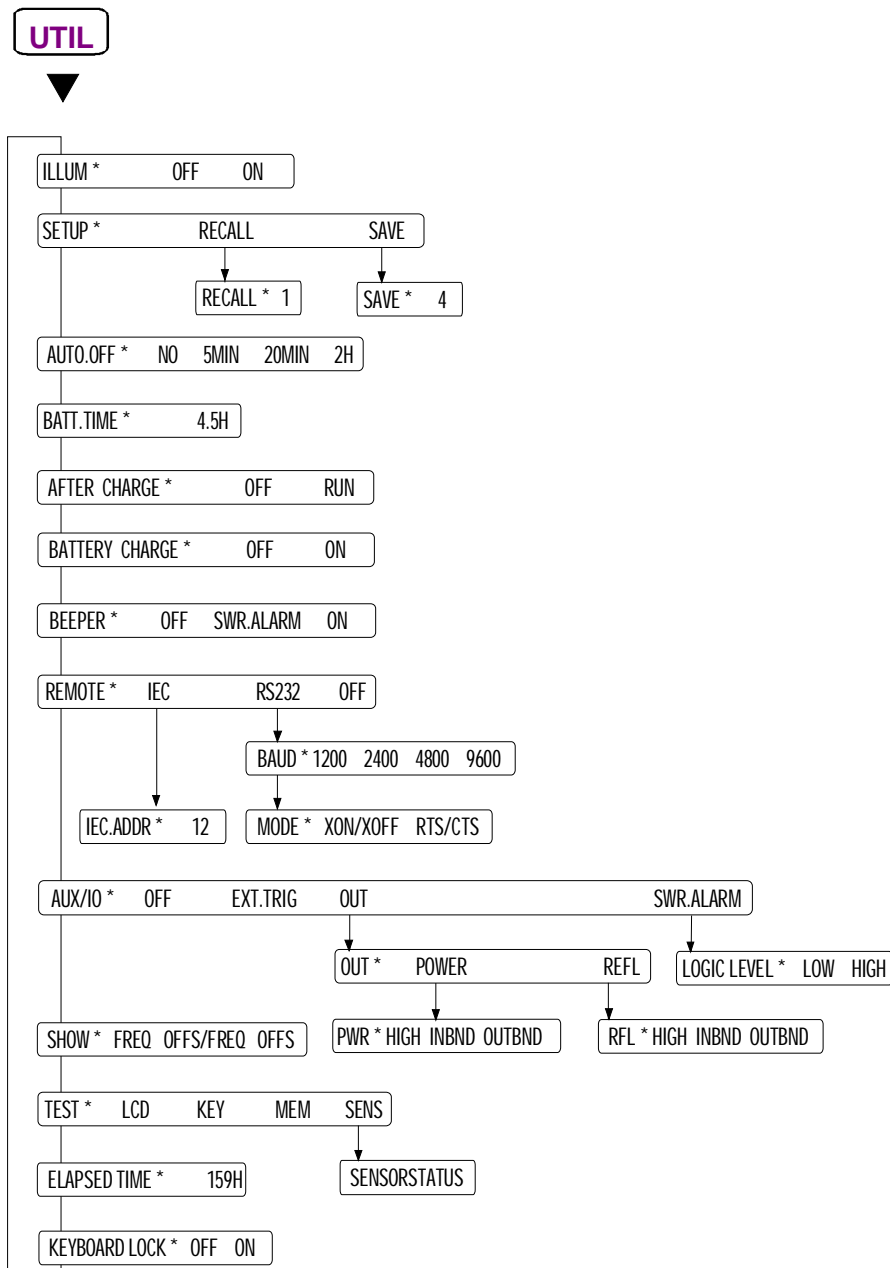 UTIL
ILLUM * OFF ON
SETUP * RECALL SAVE
RECALL * 1 SAVE * 4
AUTO.OFF * NO 5MIN 20MIN 2H
BATT.TIME * 4.5H
AFTER CHARGE * OFF RUN
BATTERY CHARGE * OFF ON
BEEPER * OFF SWR.ALARM ON
REMOTE * IEC RS232 OFF
BAUD * 1200 2400 4800 9600
IEC.ADDR * 12 MODE * XON/XOFF RTS/CTS
AUX/IO * OFF EXT.TRIG OUT SWR.ALARM
OUT * POWER REFL LOGIC LEVEL * LOW HIGH
SHOW * FREQ OFFS/FREQ OFFS PWR * HIGH INBND OUTBND RFL * HIGH INBND OUTBND
TEST * LCD KEY MEM SENS
ELAPSED TIME * 159H SENSORSTATUS
KEYBOARD LOCK * OFF ON